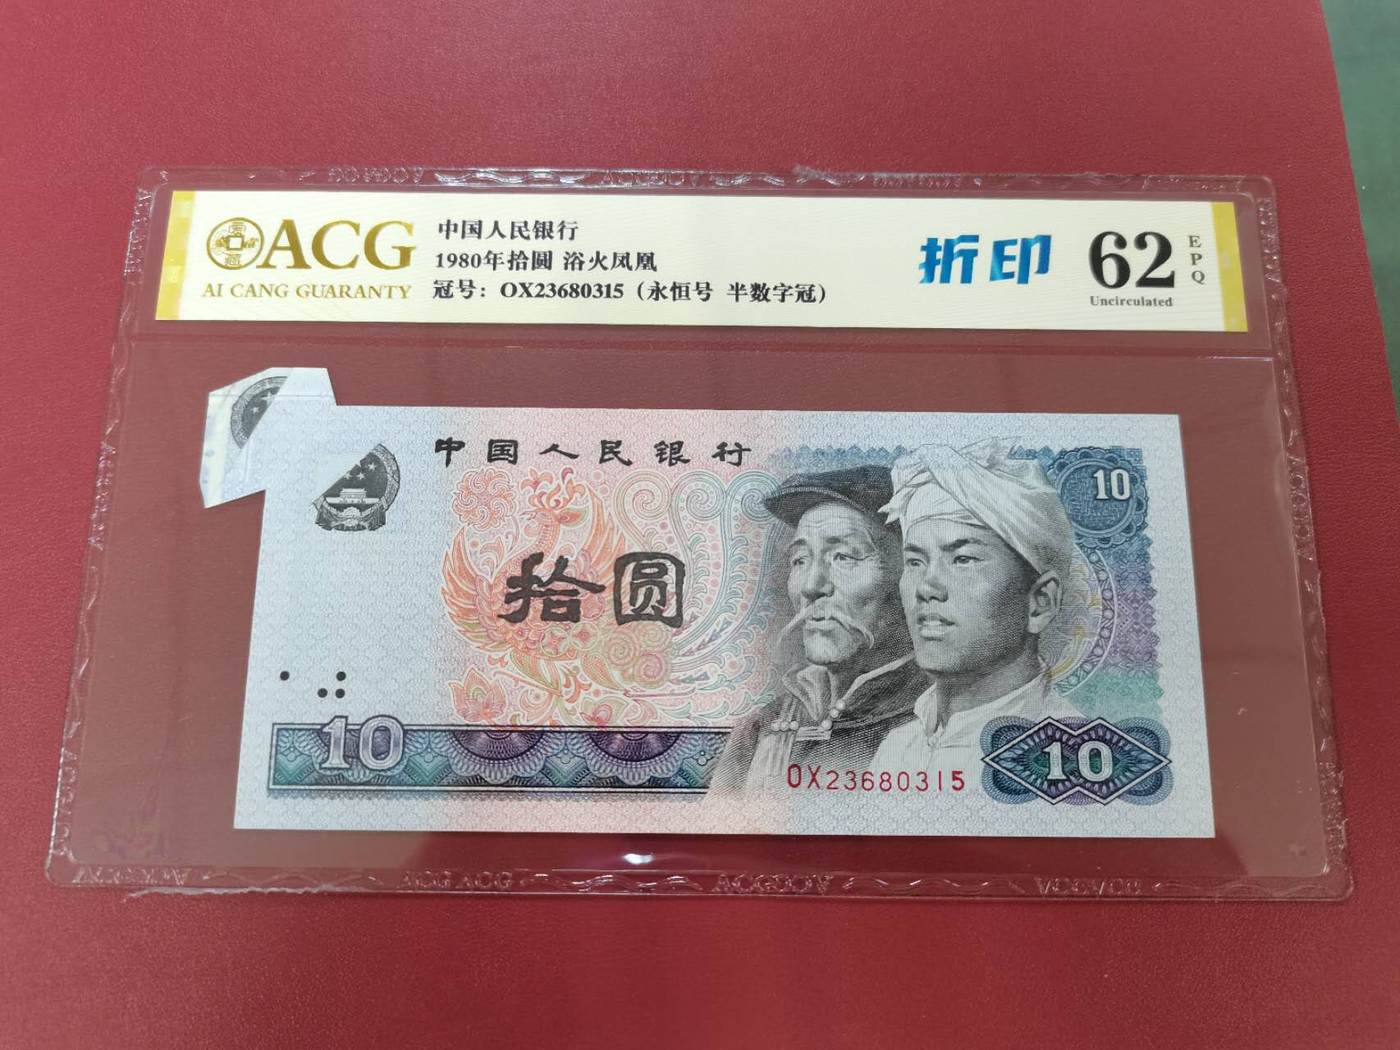 ACG
AI CANG GUARANTY
中国人民银行
1980年拾圆 浴火凤凰
冠号：OX23680315（永恒号 半数字冠）
折印
62
EPQ
Uncirculated
中国人民银行
10
拾圆
10
OX23680315
10
ACG ACG